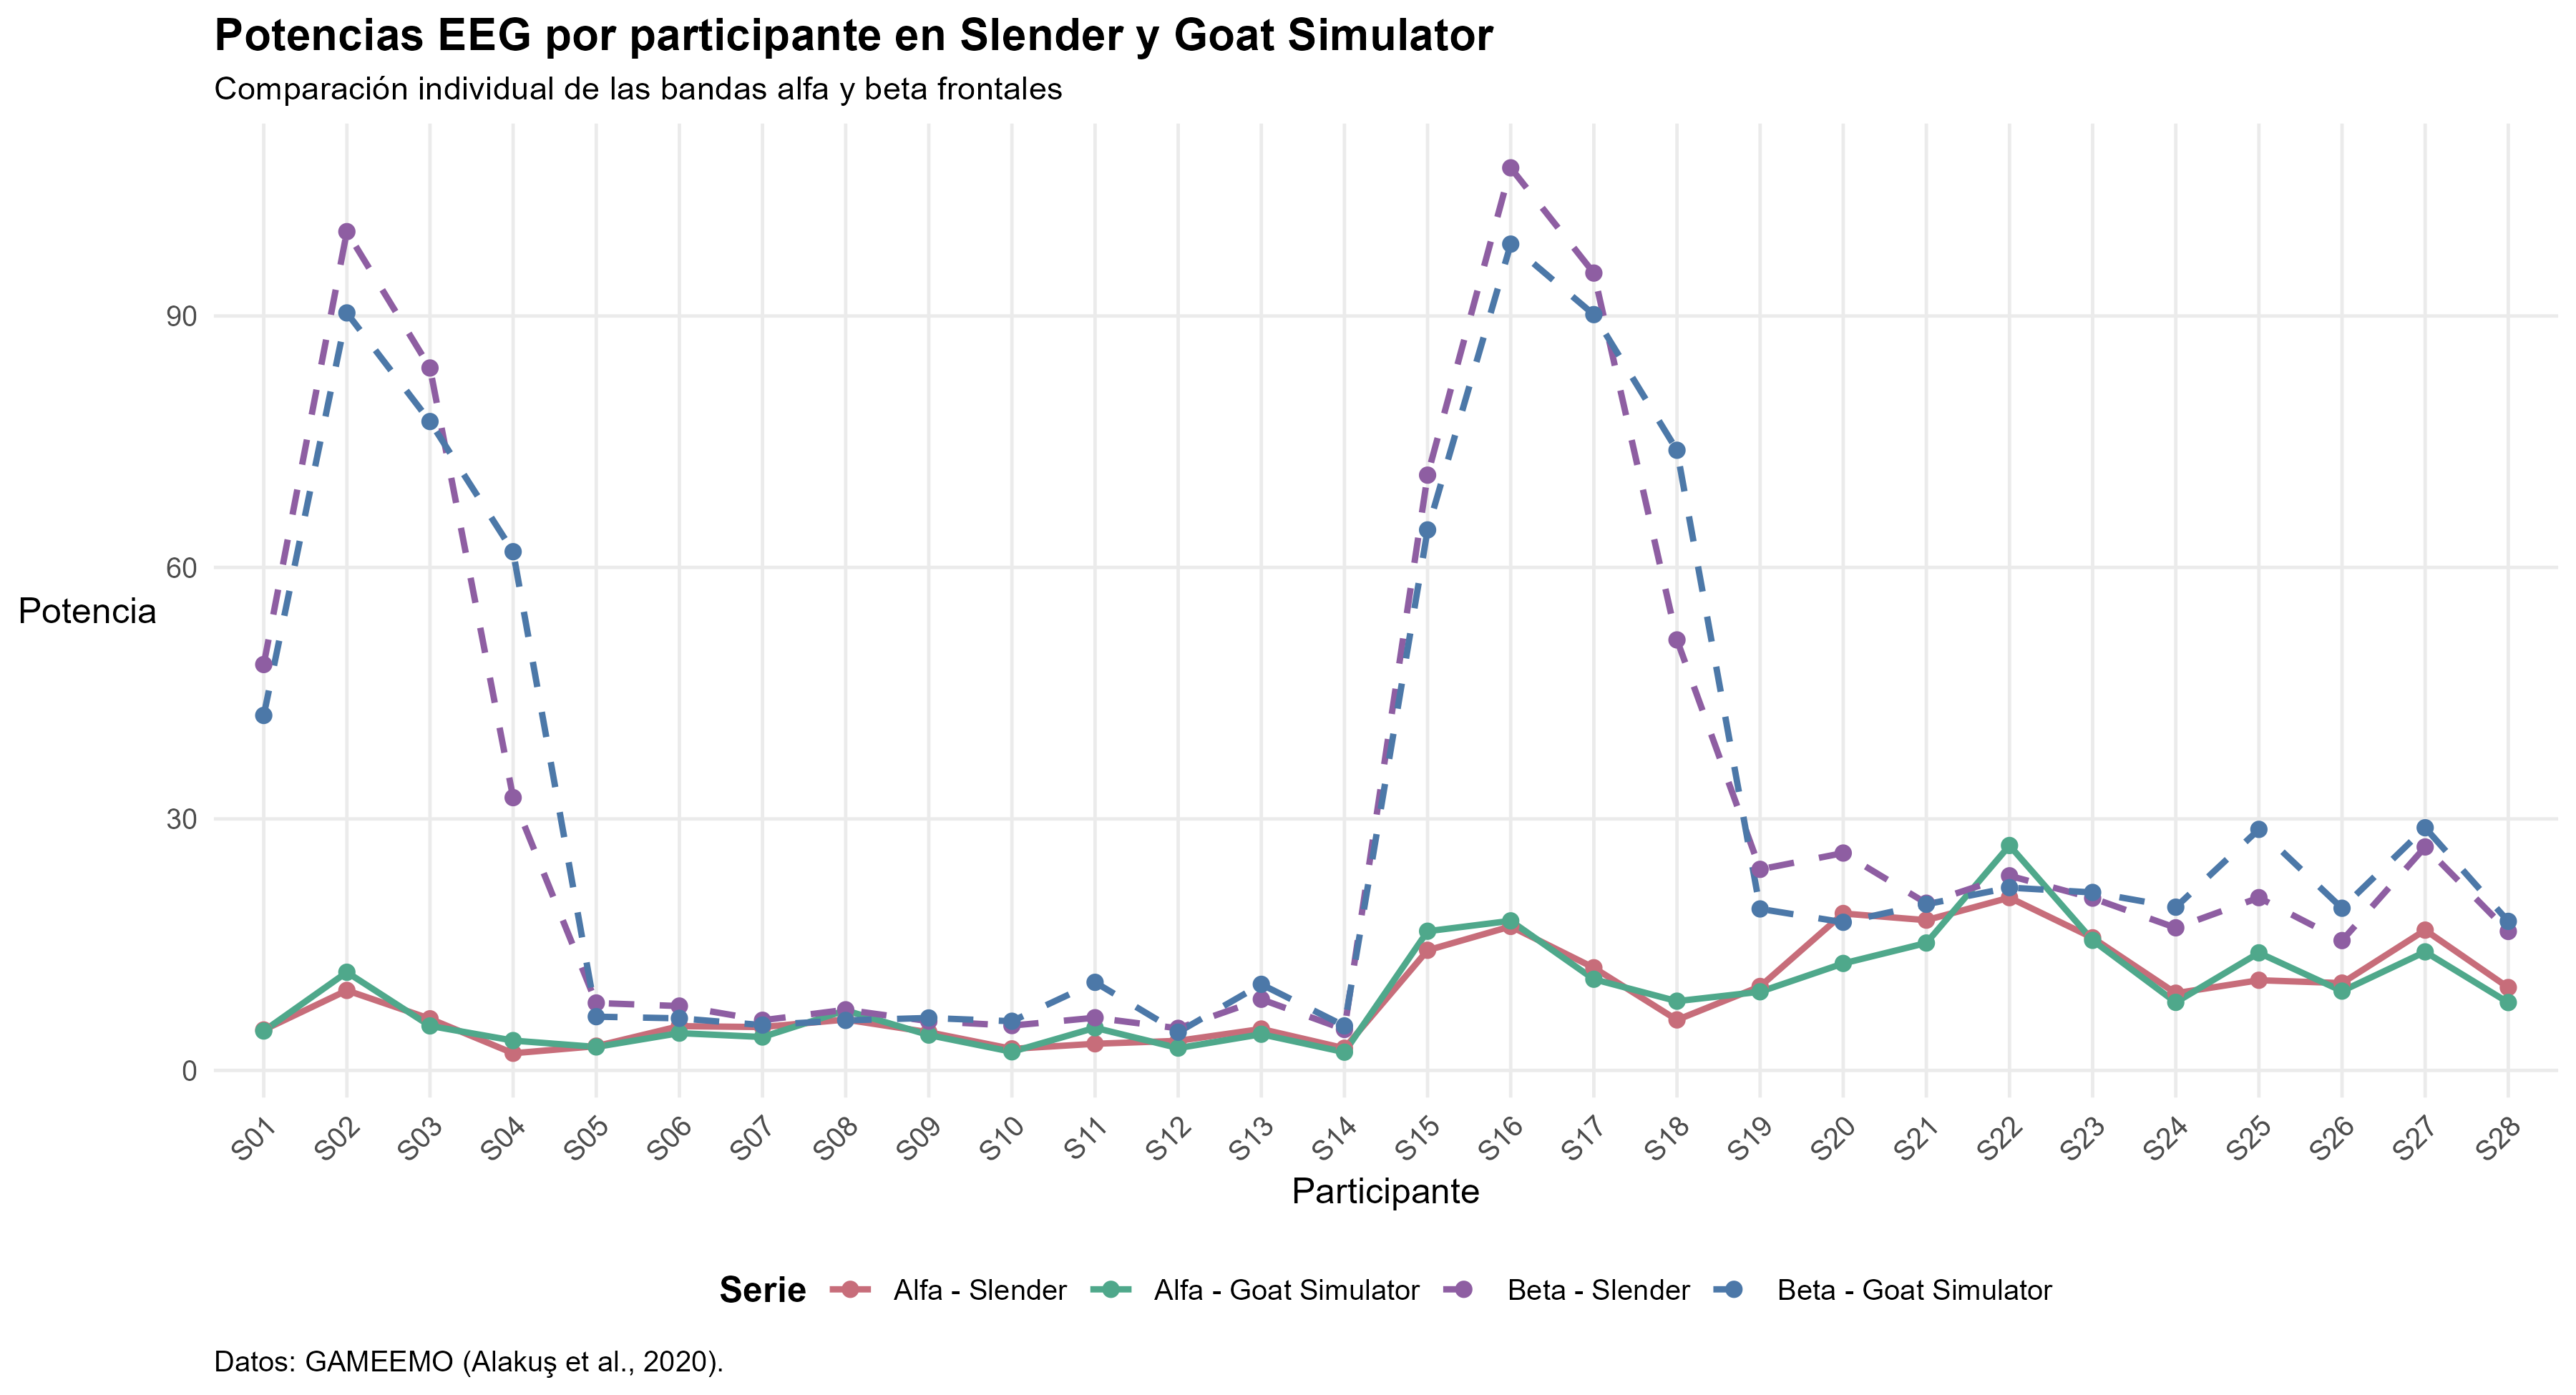 Potencias EEG por participante en Slender y Goat Simulator
Comparación individual de las bandas alfa y beta frontales
90
60
30
0
Potencia
S01 S02 S03 S04 S05 S06 S07 S08 S09 S10 S11 S12 S13 S14 S15 S16 S17 S18 S19 S20 S21 S22 S23 S24 S25 S26 S27 S28
Participante
Serie Alfa - Slender Alfa - Goat Simulator Beta - Slender Beta - Goat Simulator
Datos: GAMEEMO (Alakuş et al., 2020).